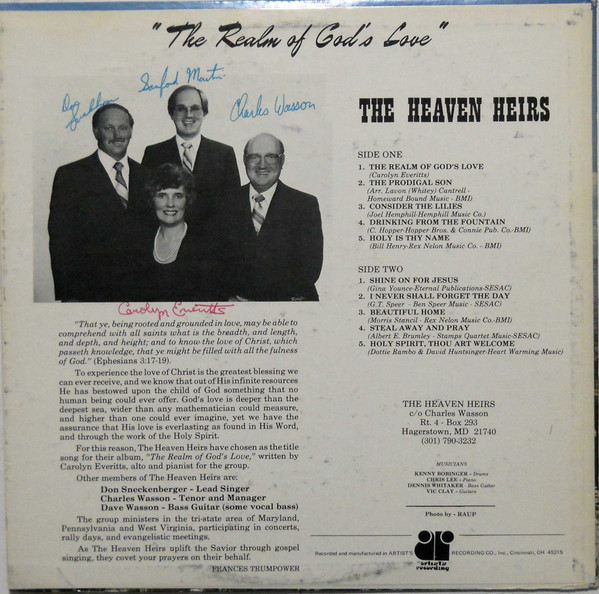 "The Realm of God's Love"
Sanford Martin
Charles Wasson
Carolyn Everitts
THE HEAVEN HEIRS
SIDE ONE
1. THE REALM OF GOD'S LOVE
(Carolyn Everitts)
2. THE PRODIGAL SON
(Arr. Lavon (Whitey) Cantrell -
Homeward Bound Music - BMI)
3. CONSIDER THE LILIES
(Joel Hemphill-Hemphill Music Co.)
4. DRINKING FROM THE FOUNTAIN
(C. Hopper-Hopper Bros. & Connie Pub. Co.-BMI)
5. HOLY IS THY NAME
(Bill Henry-Rex Nelon Music Co. - BMI)
SIDE TWO
1. SHINE ON FOR JESUS
(Gina Younce-Eternal Publications-SESAC)
2. I NEVER SHALL FORGET THE DAY
(G.T. Speer - Ben Speer Music - SESAC)
3. BEAUTIFUL HOME
(Morris Stancil - Rex Nelon Music Co.-BMI)
4. STEAL AWAY AND PRAY
(Albert E. Brumley - Stamps Quartet Music-SESAC)
5. HOLY SPIRIT, THOU ART WELCOME
(Dottie Rambo & David Huntsinger-Heart Warming Music)
"That ye, being rooted and grounded in love, may be able to
comprehend with all saints what is the breadth, and length,
and depth, and height; and to know the love of Christ, which
passeth knowledge, that ye might be filled with all the fulness
of God." (Ephesians 3:17-19).
To experience the love of Christ is the greatest blessing we
can ever receive, and we know that out of His infinite resources
He has bestowed upon the child of God something that no
human being could ever offer. God's love is deeper than the
deepest sea, wider than any mathematician could measure,
and higher than one could ever imagine, yet we have the
assurance that His love is everlasting as found in His Word,
and through the work of the Holy Spirit.
For this reason, The Heaven Heirs have chosen as the title
song for their album, "The Realm of God's Love," written by
Carolyn Everitts, alto and pianist for the group.
Other members of The Heaven Heirs are:
Don Sneckenberger - Lead Singer
Charles Wasson - Tenor and Manager
Dave Wasson - Bass Guitar (some vocal bass)
The group ministers in the tri-state area of Maryland,
Pennsylvania and West Virginia, participating in concerts,
rally days, and evangelistic meetings.
As The Heaven Heirs uplift the Savior through gospel
singing, they covet your prayers on their behalf.
FRANCES TRUMPOWER
THE HEAVEN HEIRS
c/o Charles Wasson
Rt. 4 - Box 293
Hagerstown, MD 21740
(301) 790-3232
MUSICIANS
KENNY BOBINGER - Drums
CHRIS LEE - Piano
DENNIS WHITAKER - Bass Guitar
VIC CLAY - Guitars
Photo by - RAUP
artists
recording
Recorded and manufactured in ARTIST'S RECORDING CO., Inc., Cincinnati, OH 45215